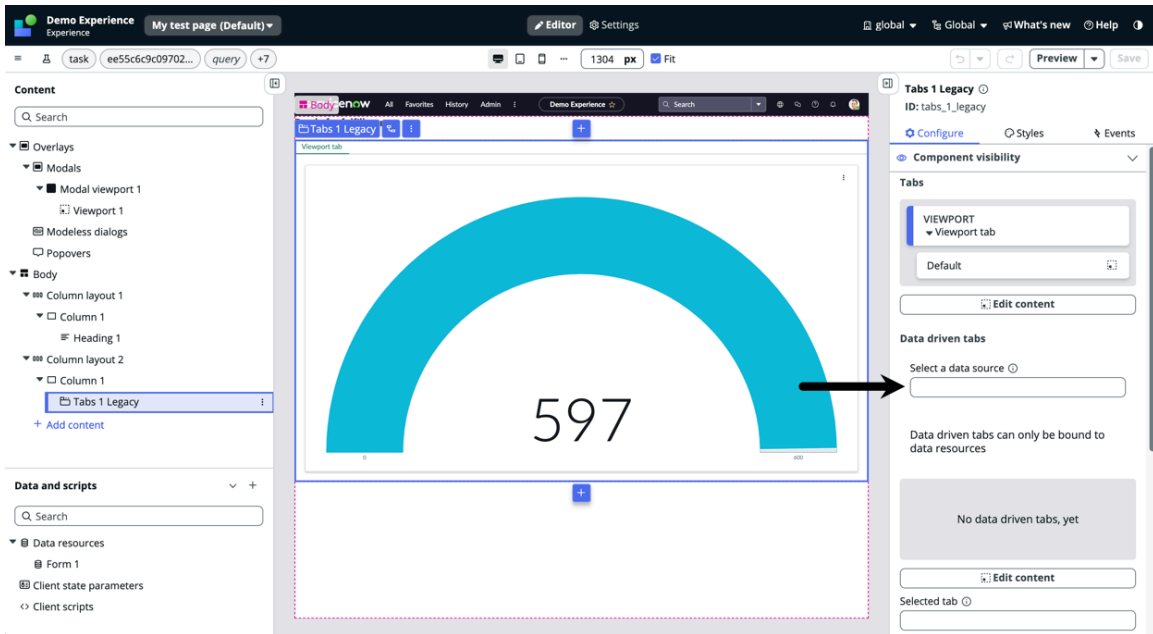 Demo Experience
Experience
My test page (Default)
Editor
Settings
global
Global
What's new
Help
task
ee55c6c9c09702...
query
+7
1304 px
Fit
Preview
Save
Content
Search
Overlays
Modals
Modal viewport 1
Viewport 1
Modeless dialogs
Popovers
Body
Column layout 1
Column 1
Heading 1
Column layout 2
Column 1
Tabs 1 Legacy
+ Add content
Data and scripts
Search
Data resources
Form 1
Client state parameters
Client scripts
Body
enow
All
Favorites
History
Admin
Demo Experience
Search
Tabs 1 Legacy
Viewport tab
597
0
600
Tabs 1 Legacy
ID: tabs_1_legacy
Configure
Styles
Events
Component visibility
Tabs
VIEWPORT
Viewport tab
Default
Edit content
Data driven tabs
Select a data source
Data driven tabs can only be bound to
data resources
No data driven tabs, yet
Edit content
Selected tab